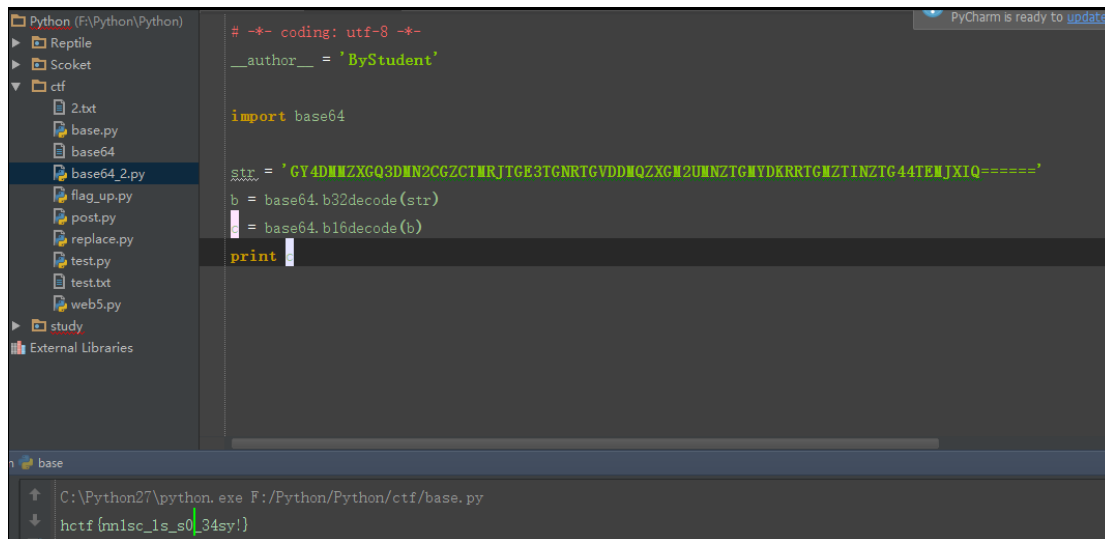 Python (F:\Python\Python)
Reptile
Scoket
ctf
2.txt
base.py
base64
base64_2.py
flag_up.py
post.py
replace.py
test.py
test.txt
web5.py
study
External Libraries
PyCharm is ready to update
# -*- coding: utf-8 -*-
__author__ = 'ByStudent'
import base64
str = 'GY4DMMZXGQ3DMN2CGZCTMRJTGE3TGNRTGVDDMQZXGM2UMNZTGMYDKRRTGMZTINZTG44TEMJXIQ======'
b = base64.b32decode(str)
c = base64.b16decode(b)
print c
base
C:\Python27\python.exe F:/Python/Python/ctf/base.py
hctf{nn1sc_ls_s0_34sy!}